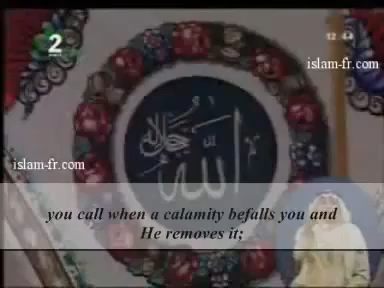 2
12:44
islam-fr.com
جل جلاله
الله
islam-fr.com
you call when a calamity befalls you and
He removes it;